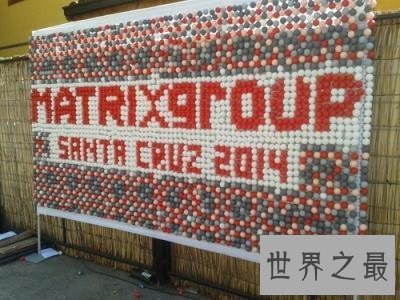 MATRIXgroup
SANTA CRUZ 2014
世界之最